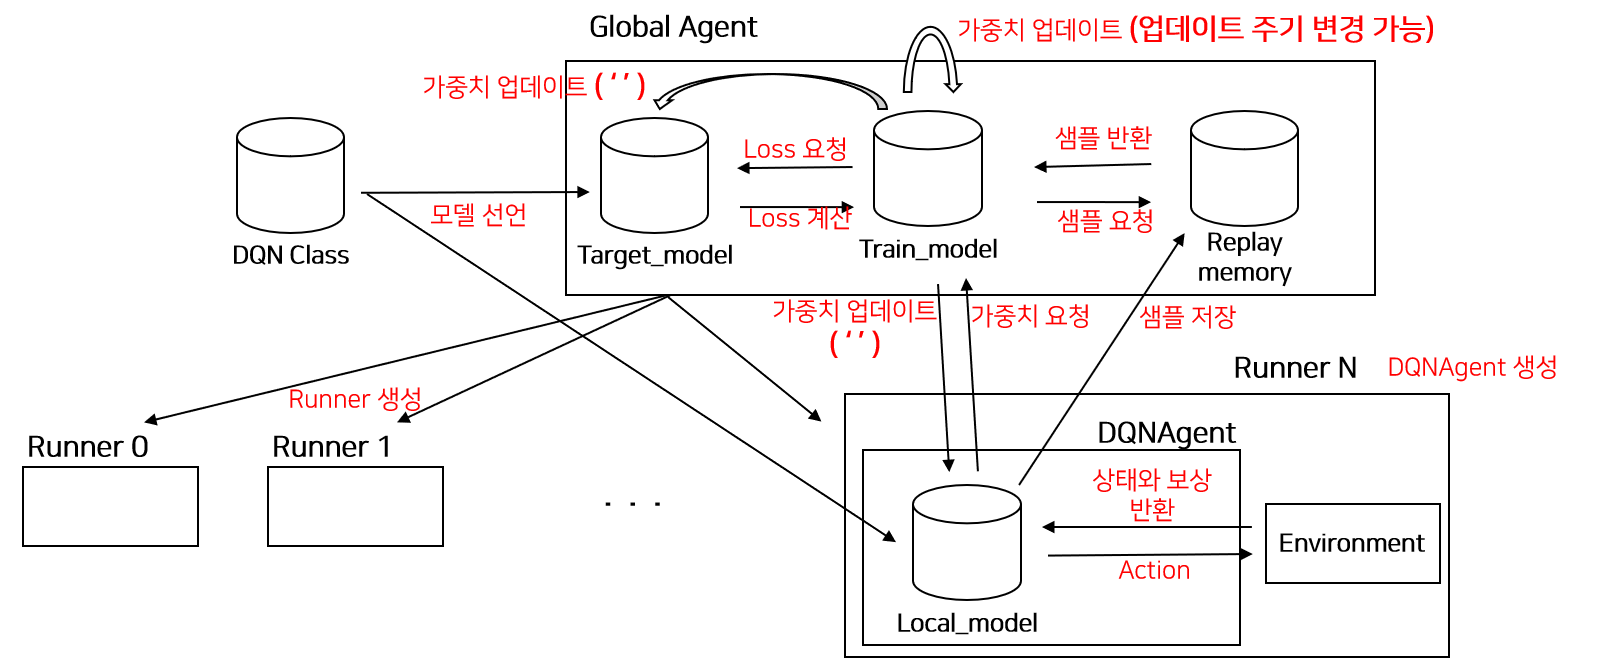 Global Agent
가중치 업데이트 (업데이트 주기 변경 가능)
가중치 업데이트 ( ‘ ’ )
Loss 요청
샘플 반환
모델 선언
Loss 계산
샘플 요청
DQN Class
Target_model
Train_model
Replay
memory
가중치 업데이트
( ‘ ’ )
가중치 요청
샘플 저장
Runner 생성
Runner N
DQNAgent 생성
Runner 0
Runner 1
. . .
DQNAgent
상태와 보상
반환
Environment
Action
Local_model